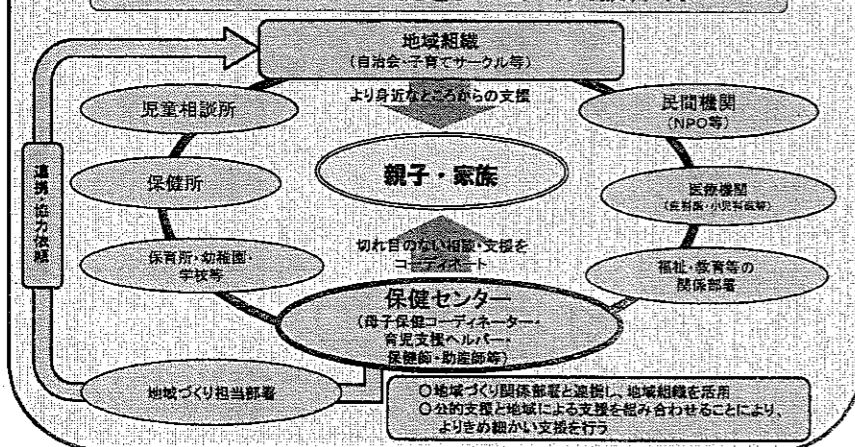 地域組織
(自治会・子育てサークル等)
より身近なところからの支援
児童相談所
民間機関
(NPO等)
保健所
親子・家族
医療機関
(産科医・小児科医等)
連携・協力依頼
保育所・幼稚園・
学校等
切れ目のない相談・支援を
コーディネート
福祉・教育等の
関係部署
保健センター
(母子保健コーディネーター・
育児支援ヘルパー・
保健師・助産師等)
地域づくり担当部署
○地域づくり関係部署と連携し、地域組織を活用
○公的支援と地域による支援を組み合わせることにより、
よりきめ細かい支援を行う